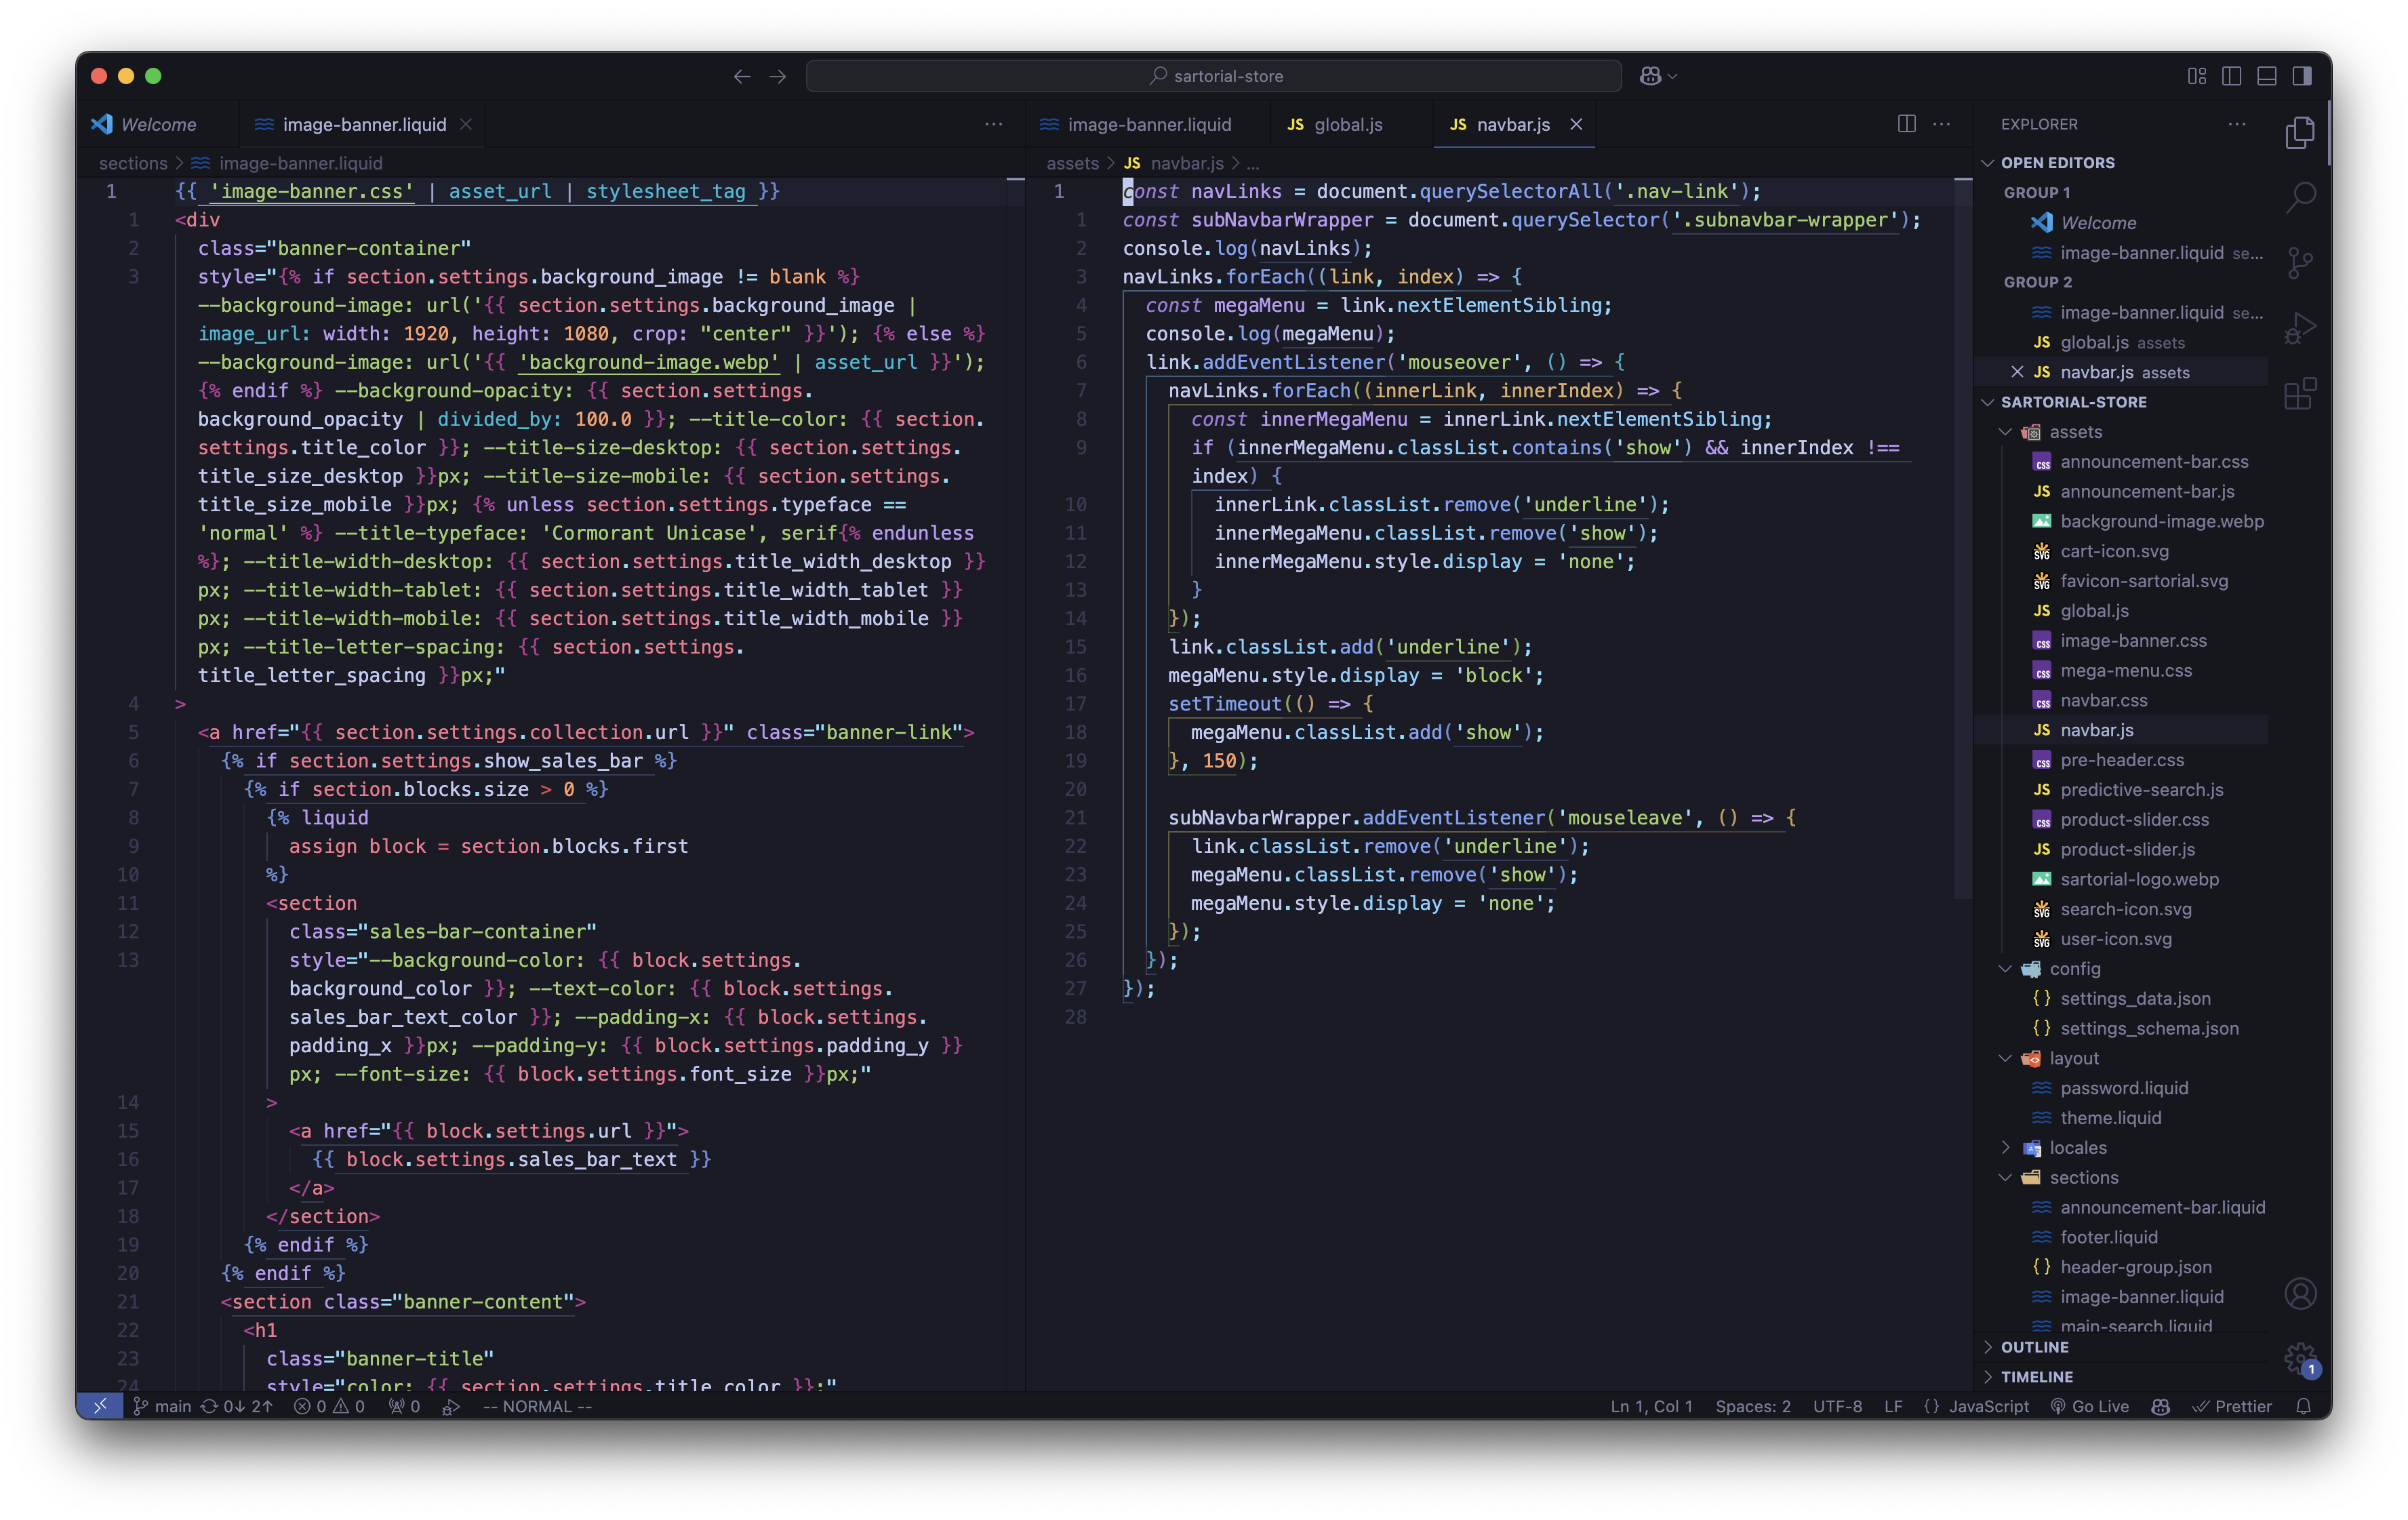 sartorial-store
Welcome
image-banner.liquid
sections > image-banner.liquid
1 {{ 'image-banner.css' | asset_url | stylesheet_tag }}
1 <div
2 class="banner-container"
3 style="{% if section.settings.background_image != blank %}
--background-image: url('{{ section.settings.background_image |
image_url: width: 1920, height: 1080, crop: "center" }}'); {% else %}
--background-image: url('{{ 'background-image.webp' | asset_url }}');
{% endif %} --background-opacity: {{ section.settings.
background_opacity | divided_by: 100.0 }}; --title-color: {{ section.
settings.title_color }}; --title-size-desktop: {{ section.settings.
title_size_desktop }}px; --title-size-mobile: {{ section.settings.
title_size_mobile }}px; {% unless section.settings.typeface ==
'normal' %} --title-typeface: 'Cormorant Unicase', serif{% endunless
%}; --title-width-desktop: {{ section.settings.title_width_desktop }}
px; --title-width-tablet: {{ section.settings.title_width_tablet }}
px; --title-width-mobile: {{ section.settings.title_width_mobile }}
px; --title-letter-spacing: {{ section.settings.
title_letter_spacing }}px;"
4 >
5 <a href="{{ section.settings.collection.url }}" class="banner-link">
6 {% if section.settings.show_sales_bar %}
7 {% if section.blocks.size > 0 %}
8 {% liquid
9 assign block = section.blocks.first
10 %}
11 <section
12 class="sales-bar-container"
13 style="--background-color: {{ block.settings.
background_color }}; --text-color: {{ block.settings.
sales_bar_text_color }}; --padding-x: {{ block.settings.
padding_x }}px; --padding-y: {{ block.settings.padding_y }}
px; --font-size: {{ block.settings.font_size }}px;"
14 >
15 <a href="{{ block.settings.url }}">
16 {{ block.settings.sales_bar_text }}
17 </a>
18 </section>
19 {% endif %}
20 {% endif %}
21 <section class="banner-content">
22 <h1
23 class="banner-title"
24 style="color: {{ section.settings.title_color }};"
image-banner.liquid
JS global.js
JS navbar.js
assets > JS navbar.js > ...
1 const navLinks = document.querySelectorAll('.nav-link');
1 const subNavbarWrapper = document.querySelector('.subnavbar-wrapper');
2 console.log(navLinks);
3 navLinks.forEach((link, index) => {
4 const megaMenu = link.nextElementSibling;
5 console.log(megaMenu);
6 link.addEventListener('mouseover', () => {
7 navLinks.forEach((innerLink, innerIndex) => {
8 const innerMegaMenu = innerLink.nextElementSibling;
9 if (innerMegaMenu.classList.contains('show') && innerIndex !==
index) {
10 innerLink.classList.remove('underline');
11 innerMegaMenu.classList.remove('show');
12 innerMegaMenu.style.display = 'none';
13 }
14 });
15 link.classList.add('underline');
16 megaMenu.style.display = 'block';
17 setTimeout(() => {
18 megaMenu.classList.add('show');
19 }, 150);
20
21 subNavbarWrapper.addEventListener('mouseleave', () => {
22 link.classList.remove('underline');
23 megaMenu.classList.remove('show');
24 megaMenu.style.display = 'none';
25 });
26 });
27 });
28
EXPLORER
OPEN EDITORS
GROUP 1
Welcome
image-banner.liquid se...
GROUP 2
image-banner.liquid se...
JS global.js assets
JS navbar.js assets
SARTORIAL-STORE
assets
css announcement-bar.css
JS announcement-bar.js
background-image.webp
SVG cart-icon.svg
SVG favicon-sartorial.svg
JS global.js
css image-banner.css
css mega-menu.css
css navbar.css
JS navbar.js
css pre-header.css
JS predictive-search.js
css product-slider.css
JS product-slider.js
sartorial-logo.webp
SVG search-icon.svg
SVG user-icon.svg
config
{} settings_data.json
{} settings_schema.json
layout
password.liquid
theme.liquid
locales
sections
announcement-bar.liquid
footer.liquid
{} header-group.json
image-banner.liquid
main-search.liquid
OUTLINE
TIMELINE
1
main 0↓ 2↑ 0 0 0 -- NORMAL --
Ln 1, Col 1 Spaces: 2 UTF-8 LF {} JavaScript Go Live Prettier